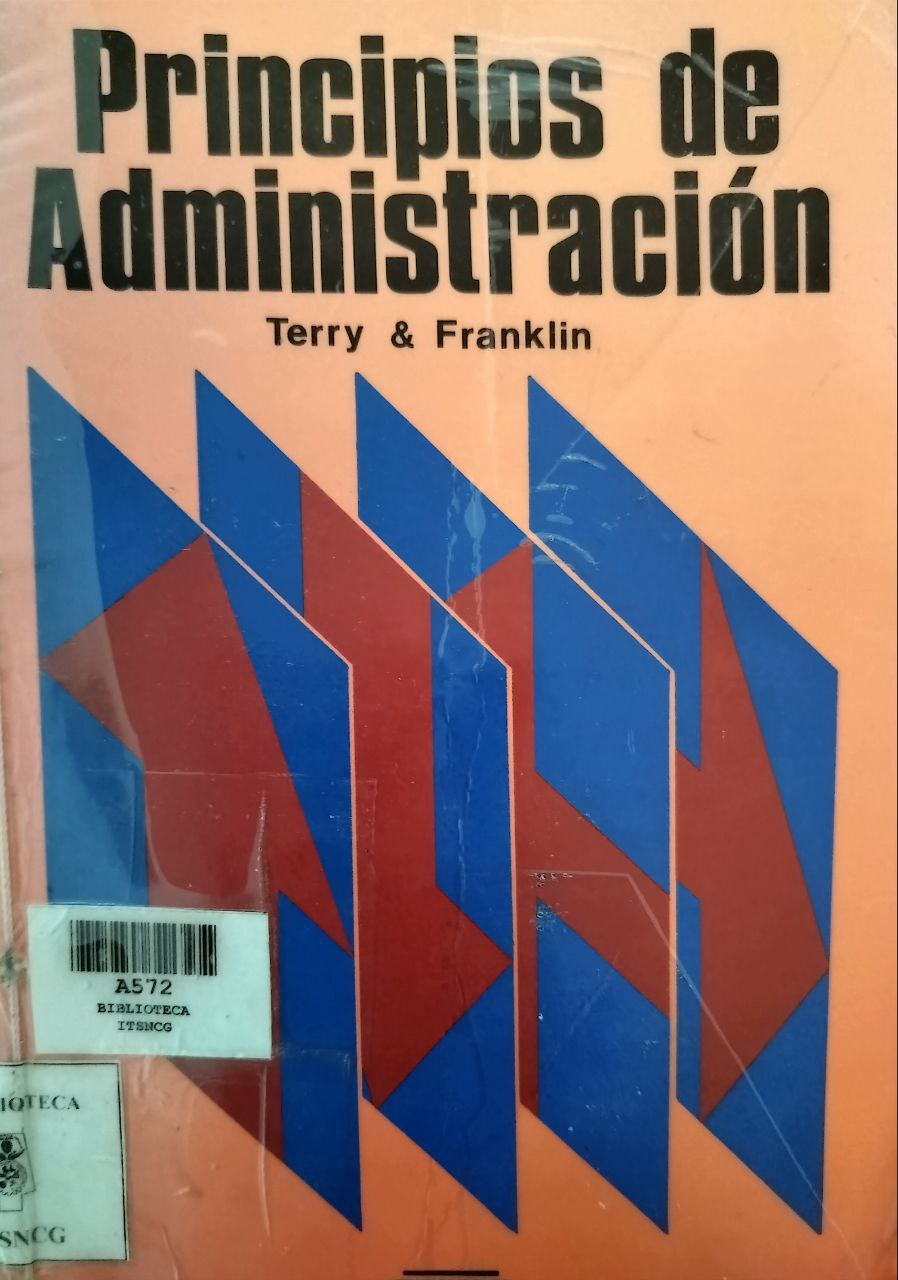 Principios de
Administración
Terry & Franklin
A572
BIBLIOTECA
ITSNCG
IOTECA
SNCG